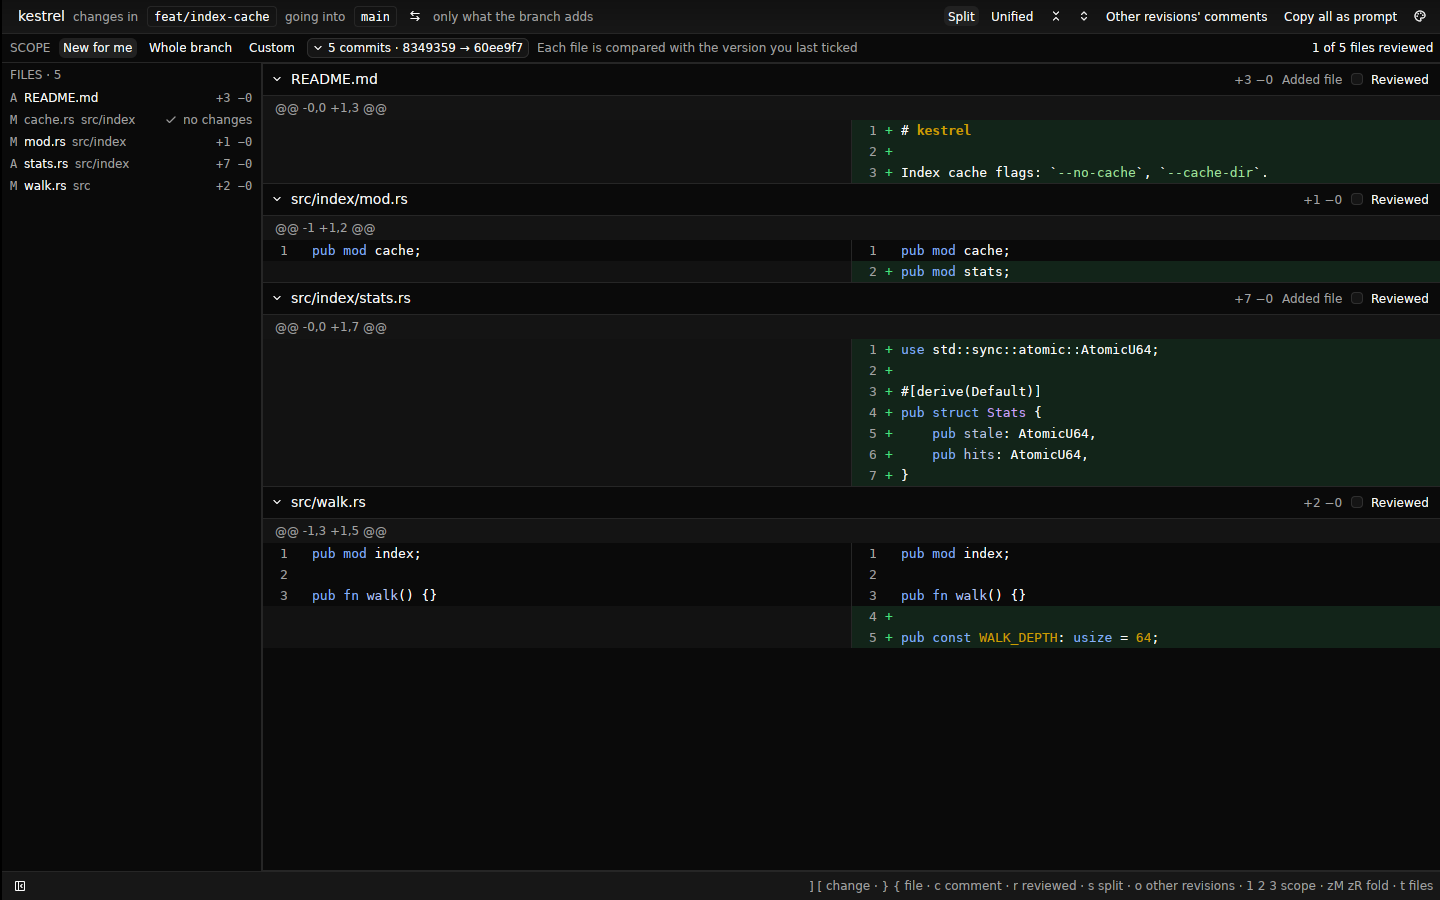 kestrel changes in feat/index-cache going into main ⇆ only what the branch adds Split Unified Other revisions' comments Copy all as prompt
SCOPE New for me Whole branch Custom 5 commits · 8349359 → 60ee9f7 Each file is compared with the version you last ticked 1 of 5 files reviewed
FILES · 5
A README.md +3 −0
M cache.rs src/index ✓ no changes
M mod.rs src/index +1 −0
A stats.rs src/index +7 −0
M walk.rs src +2 −0
README.md +3 −0 Added file Reviewed
@@ -0,0 +1,3 @@
1 + # kestrel
2 +
3 + Index cache flags: `--no-cache`, `--cache-dir`.
src/index/mod.rs +1 −0 Reviewed
@@ -1 +1,2 @@
1 pub mod cache; 1 pub mod cache;
2 + pub mod stats;
src/index/stats.rs +7 −0 Added file Reviewed
@@ -0,0 +1,7 @@
1 + use std::sync::atomic::AtomicU64;
2 +
3 + #[derive(Default)]
4 + pub struct Stats {
5 +     pub stale: AtomicU64,
6 +     pub hits: AtomicU64,
7 + }
src/walk.rs +2 −0 Reviewed
@@ -1,3 +1,5 @@
1 pub mod index; 1 pub mod index;
2 2
3 pub fn walk() {} 3 pub fn walk() {}
4 +
5 + pub const WALK_DEPTH: usize = 64;
] [ change · } { file · c comment · r reviewed · s split · o other revisions · 1 2 3 scope · zM zR fold · t files